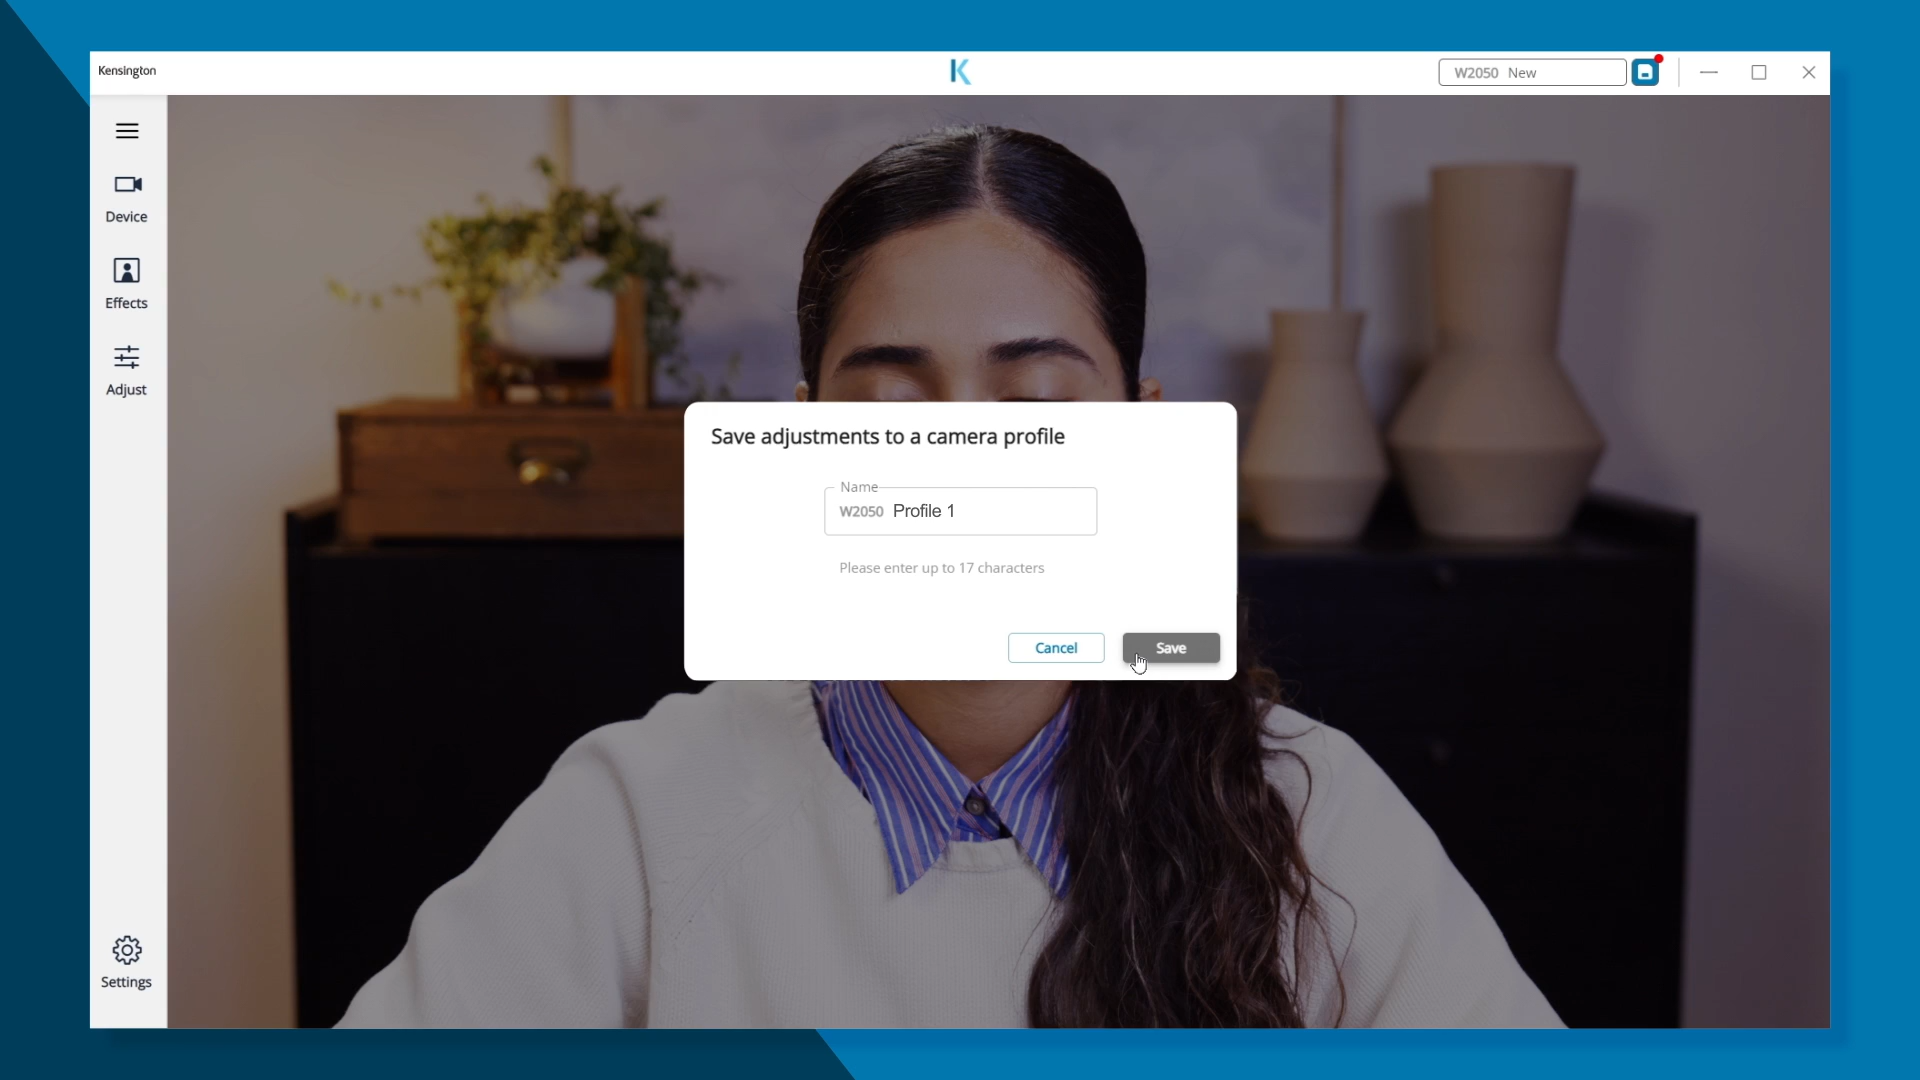 Kensington
K
W2050 New
Device
Effects
Adjust
Save adjustments to a camera profile
Name
W2050 Profile 1
Please enter up to 17 characters
Cancel
Save
Settings